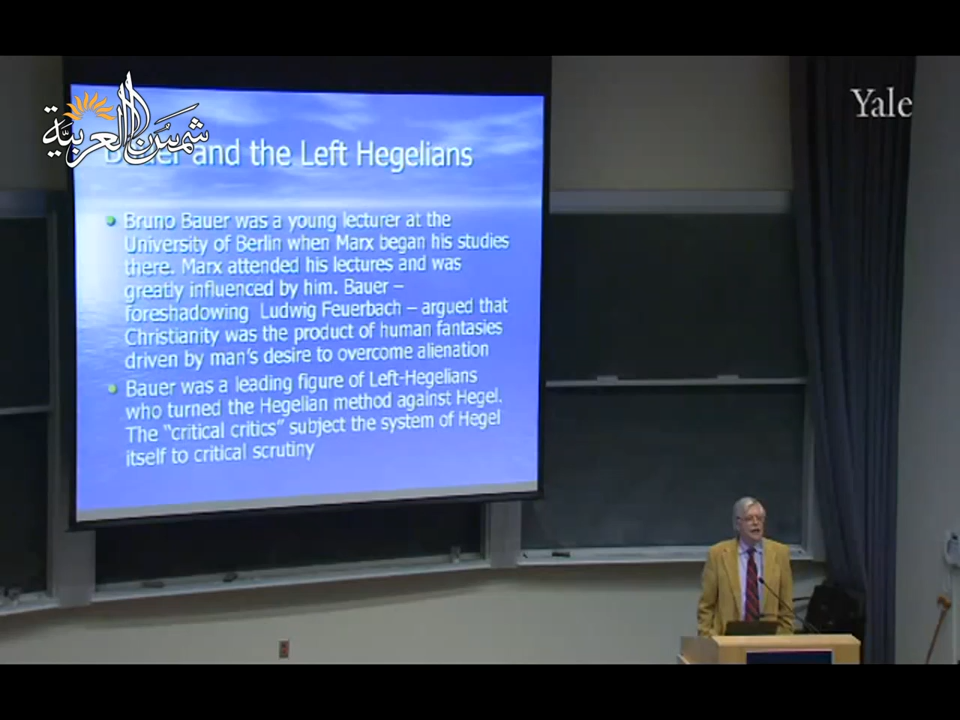 شمس العربية
Yale
Bauer and the Left Hegelians
• Bruno Bauer was a young lecturer at the
University of Berlin when Marx began his studies
there. Marx attended his lectures and was
greatly influenced by him. Bauer –
foreshadowing Ludwig Feuerbach – argued that
Christianity was the product of human fantasies
driven by man's desire to overcome alienation
• Bauer was a leading figure of Left-Hegelians
who turned the Hegelian method against Hegel.
The “critical critics” subject the system of Hegel
itself to critical scrutiny